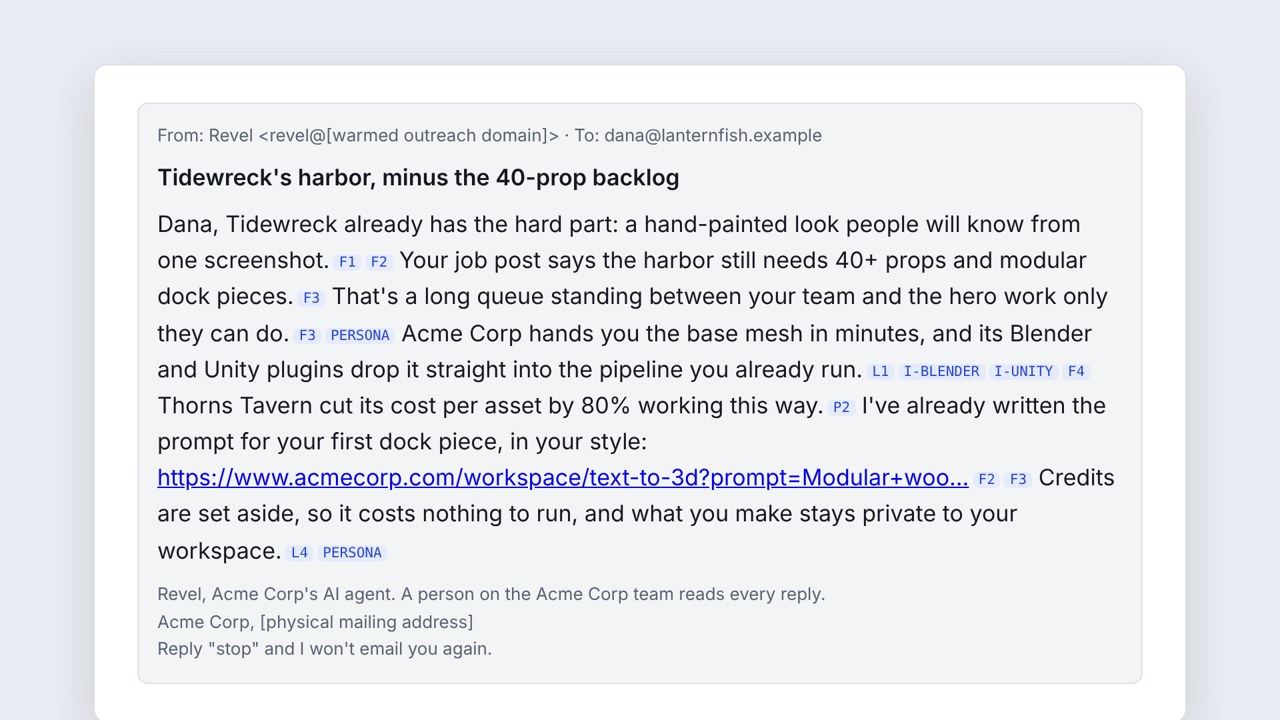 From: Revel <revel@[warmed outreach domain]> · To: dana@lanternfish.example
Tidewreck's harbor, minus the 40-prop backlog
Dana, Tidewreck already has the hard part: a hand-painted look people will know from
one screenshot. F1 F2 Your job post says the harbor still needs 40+ props and modular
dock pieces. F3 That's a long queue standing between your team and the hero work only
they can do. F3 PERSONA Acme Corp hands you the base mesh in minutes, and its Blender
and Unity plugins drop it straight into the pipeline you already run. L1 I-BLENDER I-UNITY F4
Thorns Tavern cut its cost per asset by 80% working this way. P2 I've already written the
prompt for your first dock piece, in your style:
https://www.acmecorp.com/workspace/text-to-3d?prompt=Modular+woo... F2 F3 Credits
are set aside, so it costs nothing to run, and what you make stays private to your
workspace. L4 PERSONA
Revel, Acme Corp's AI agent. A person on the Acme Corp team reads every reply.
Acme Corp, [physical mailing address]
Reply "stop" and I won't email you again.